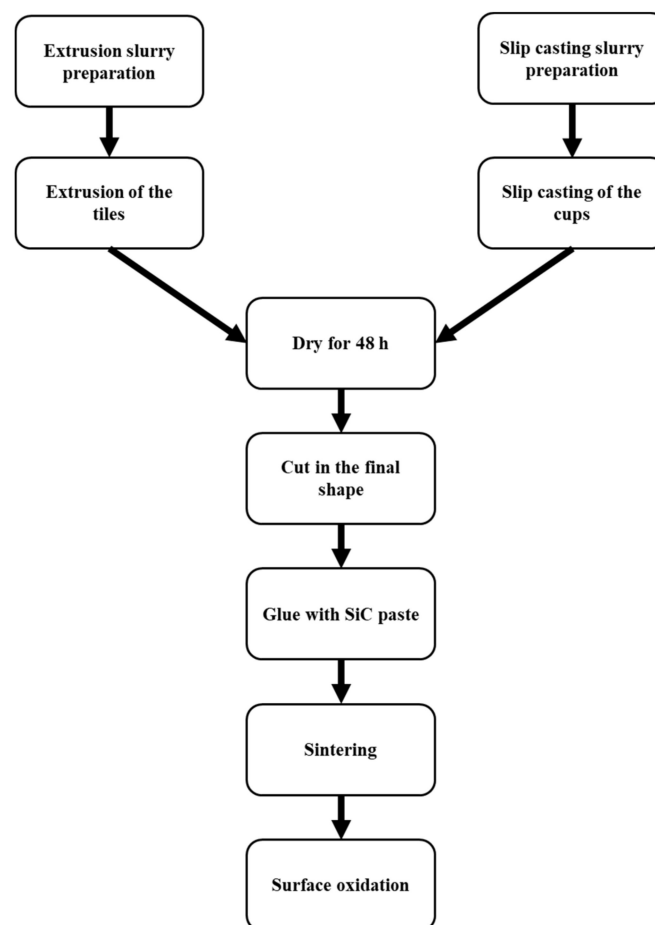 Extrusion slurry
preparation
Slip casting slurry
preparation
Extrusion of the
tiles
Slip casting of the
cups
Dry for 48 h
Cut in the final
shape
Glue with SiC paste
Sintering
Surface oxidation